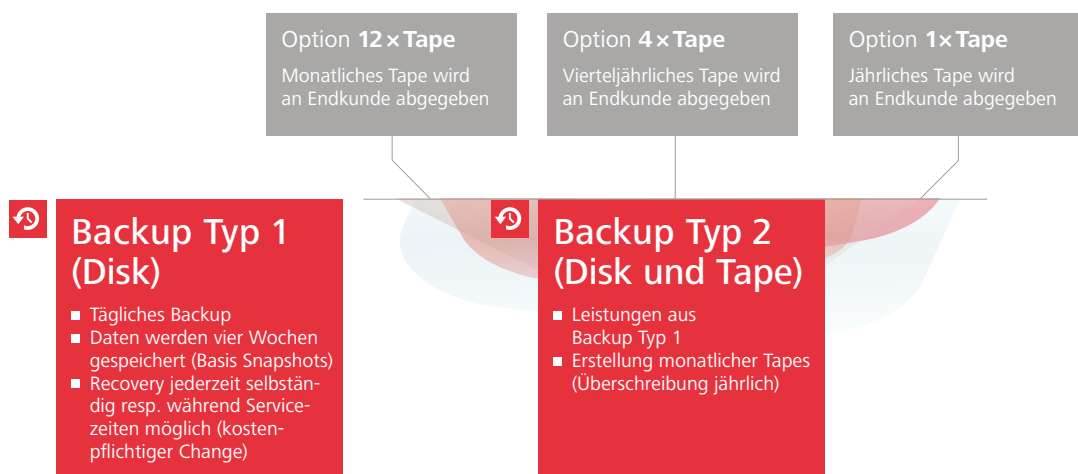 Option 12 × Tape
Monatliches Tape wird
an Endkunde abgegeben
Option 4 × Tape
Vierteljährliches Tape wird
an Endkunde abgegeben
Option 1× Tape
Jährliches Tape wird
an Endkunde abgegeben
Backup Typ 1
(Disk)
Tägliches Backup
Daten werden vier Wochen
gespeichert (Basis Snapshots)
Recovery jederzeit selbstän-
dig resp. während Service-
zeiten möglich (kosten-
pflichtiger Change)
Backup Typ 2
(Disk und Tape)
Leistungen aus
Backup Typ 1
Erstellung monatlicher Tapes
(Überschreibung jährlich)